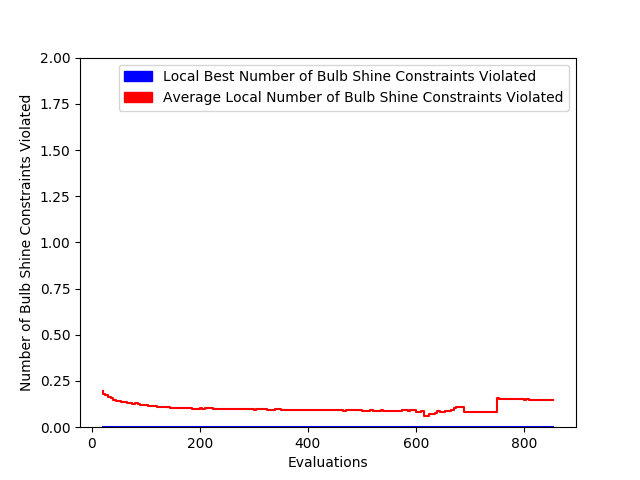 Local Best Number of Bulb Shine Constraints Violated
Average Local Number of Bulb Shine Constraints Violated
Number of Bulb Shine Constraints Violated
2.00
1.75
1.50
1.25
1.00
0.75
0.50
0.25
0.00
0 200 400 600 800
Evaluations